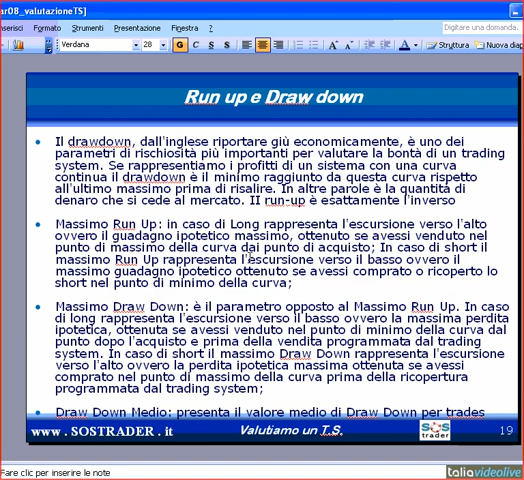 ar08_valutazioneTS]
nserisci Formato Strumenti Presentazione Finestra ? Digitare una domanda.
Verdana 28 G C S S Struttura Nuova diap
Run up e Draw down
Il drawdown, dall'inglese riportare giù economicamente, è uno dei
parametri di rischiosità più importanti per valutare la bontà di un trading
system. Se rappresentiamo i profitti di un sistema con una curva
continua il drawdown è il minimo raggiunto da questa curva rispetto
all'ultimo massimo prima di risalire. In altre parole è la quantità di
denaro che si cede al mercato. II run-up è esattamente l'inverso
Massimo Run Up: in caso di Long rappresenta l'escursione verso l'alto
ovvero il guadagno ipotetico massimo, ottenuto se avessi venduto nel
punto di massimo della curva dai punto di acquisto; In caso di short il
massimo Run Up rappresenta l'escursione verso il basso ovvero il
massimo guadagno ipotetico ottenuto se avessi comprato o ricoperto lo
short nel punto di minimo della curva;
Massimo Draw Down: è il parametro opposto al Massimo Run Up. In caso
di long rappresenta l'escursione verso il basso ovvero la massima perdita
ipotetica, ottenuta se avessi venduto nel punto di minimo della curva dal
punto dopo l'acquisto e prima della vendita programmata dal trading
system. In caso di short il massimo Draw Down rappresenta l'escursione
verso l'alto ovvero la perdita ipotetica massima ottenuta se avessi
comprato nel punto di massimo della curva prima della ricopertura
programmata dal trading system;
Draw Down Medio: presenta il valore medio di Draw Down per trades
www . SOSTRADER . it Valutiamo un T.S. SOS trader 19
Fare clic per inserire le note
italiavideolive